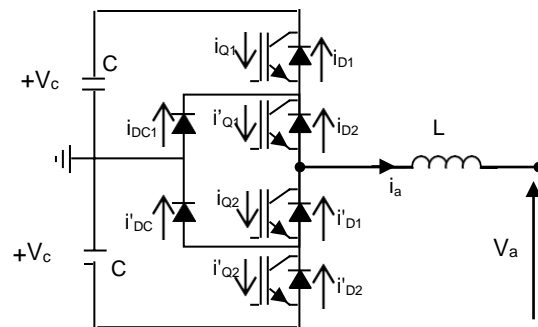 iQ1
iD1
+Vc
C
iDC1
i'Q1
iD2
L
ia
i'DC
iQ2
i'D1
+Vc
C
i'Q2
i'D2
Va